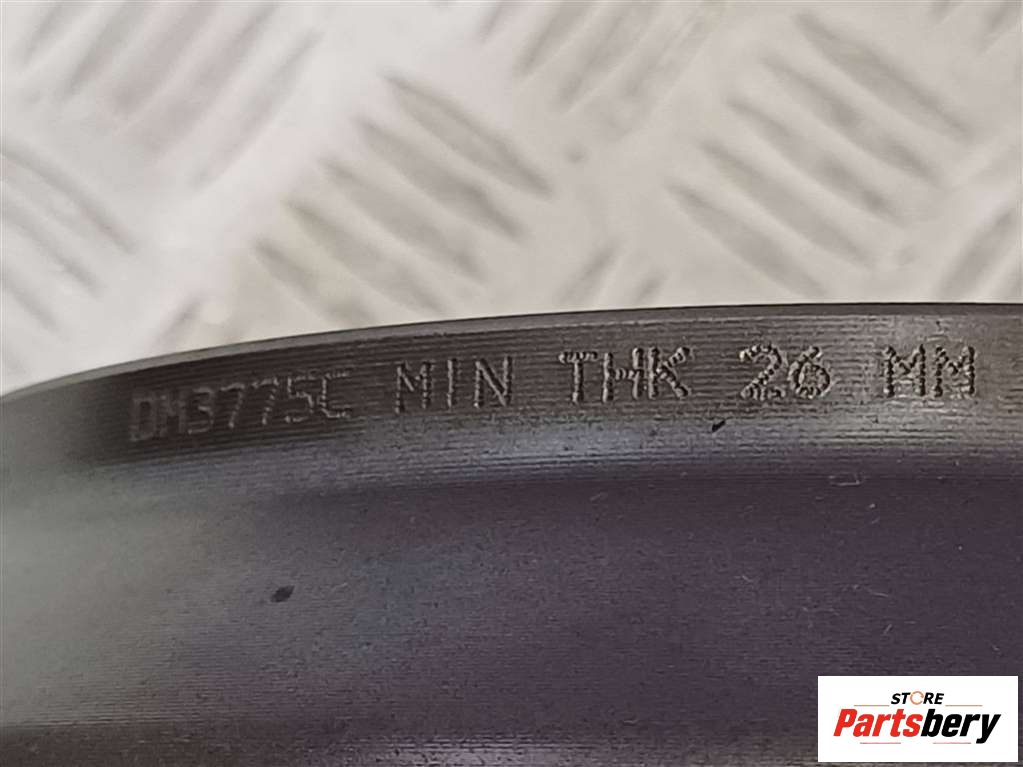 DM3775C MIN THK 26 MM
STORE
Partsbery